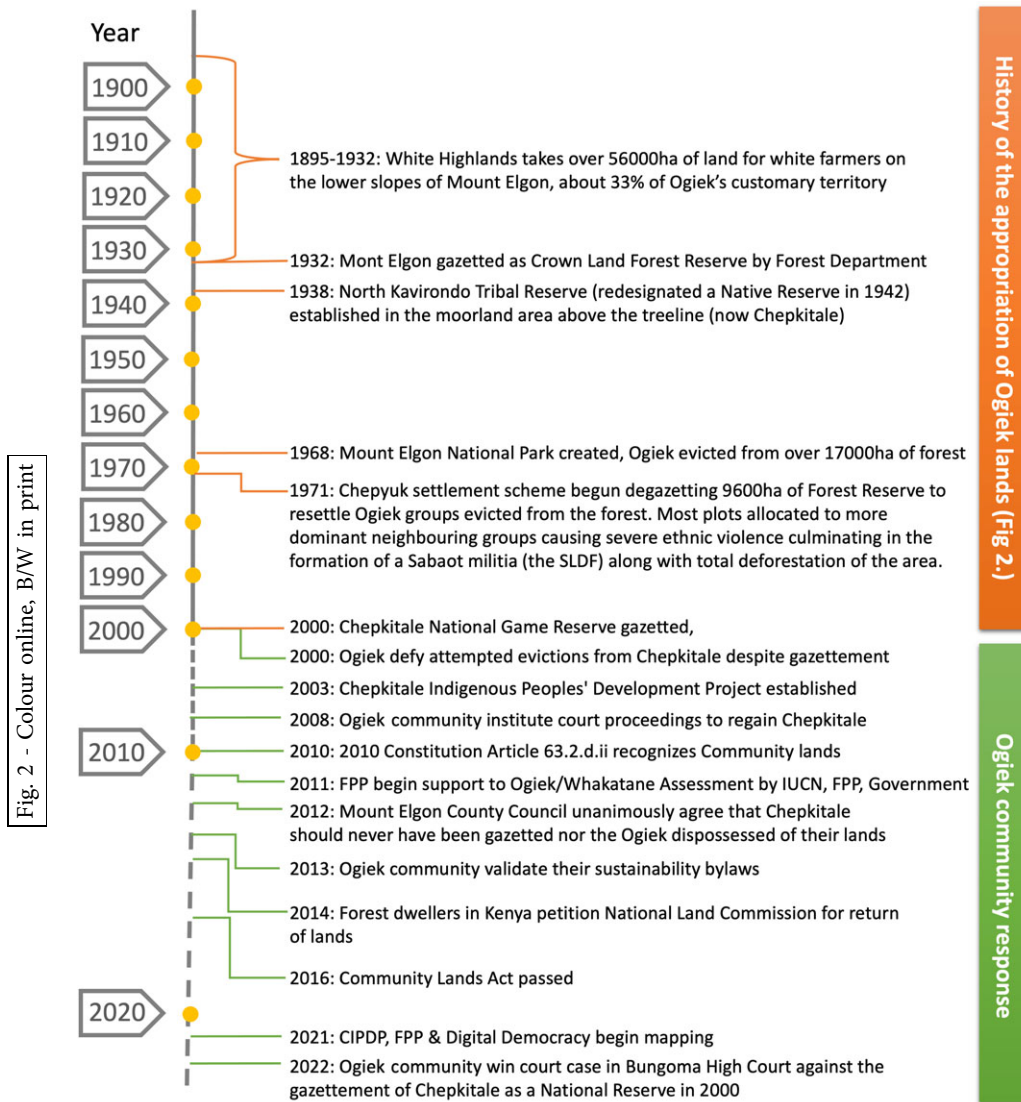 Year
1900
1910
1920
1930
1940
1950
1960
1970
1980
1990
2000
2010
2020
1895-1932: White Highlands takes over 56000ha of land for white farmers on
the lower slopes of Mount Elgon, about 33% of Ogiek’s customary
territory
1932: Mont Elgon gazetted as Crown Land Forest Reserve by Forest Department
1938: North Kavirondo Tribal Reserve (redesignated a Native Reserve in 1942)
established in the moorland area above the treeline (now Chepkitale)
1968: Mount Elgon National Park created, Ogiek evicted from over 17000ha of forest
1971: Chepyuk settlement scheme begun degazetting 9600ha of Forest Reserve to
resettle Ogiek groups evicted from the forest. Most plots allocated to more
dominant neighbouring groups causing severe ethnic violence culminating in the
formation of a Sabaot militia (the SLDF) along with total deforestation of the area.
2000: Chepkitale National Game Reserve gazetted,
2000: Ogiek defy attempted evictions from Chepkitale despite gazettement
2003: Chepkitale Indigenous Peoples' Development Project established
2008: Ogiek community institute court proceedings to regain Chepkitale
2010: 2010 Constitution Article 63.2.d.ii recognizes Community lands
2011: FPP begin support to Ogiek/Whakatane Assessment by IUCN, FPP, Government
2012: Mount Elgon County Council unanimously agree that Chepkitale
should never have been gazetted nor the Ogiek dispossessed of their lands
2013: Ogiek community validate their sustainability bylaws
2014: Forest dwellers in Kenya petition National Land Commission for return
of lands
2016: Community Lands Act passed
2021: CIPDP, FPP & Digital Democracy begin mapping
2022: Ogiek community win court case in Bungoma High Court against the
gazettement of Chepkitale as a National Reserve in 2000
History of the appropriation of Ogiek lands (Fig 2.)
Ogiek community response
Fig. 2 - Colour online, B/W in print